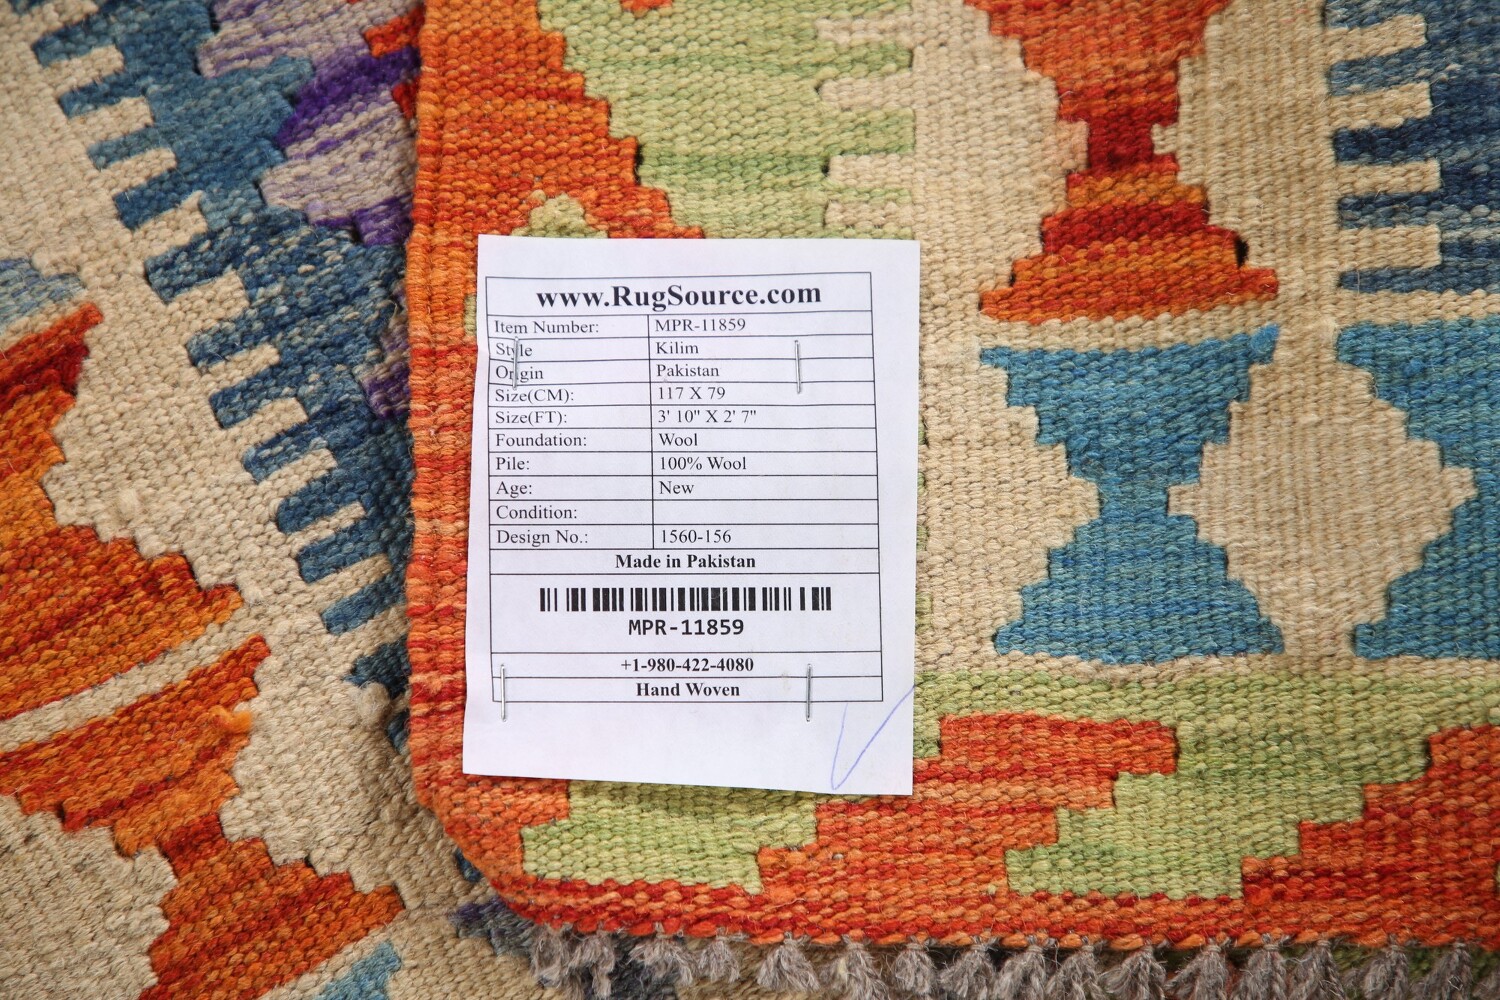 www.RugSource.com
Item Number: MPR-11859
Style Kilim
Origin Pakistan
Size(CM): 117 X 79
Size(FT): 3' 10" X 2' 7"
Foundation: Wool
Pile: 100% Wool
Age: New
Condition:
Design No.: 1560-156
Made in Pakistan
MPR-11859
+1-980-422-4080
Hand Woven